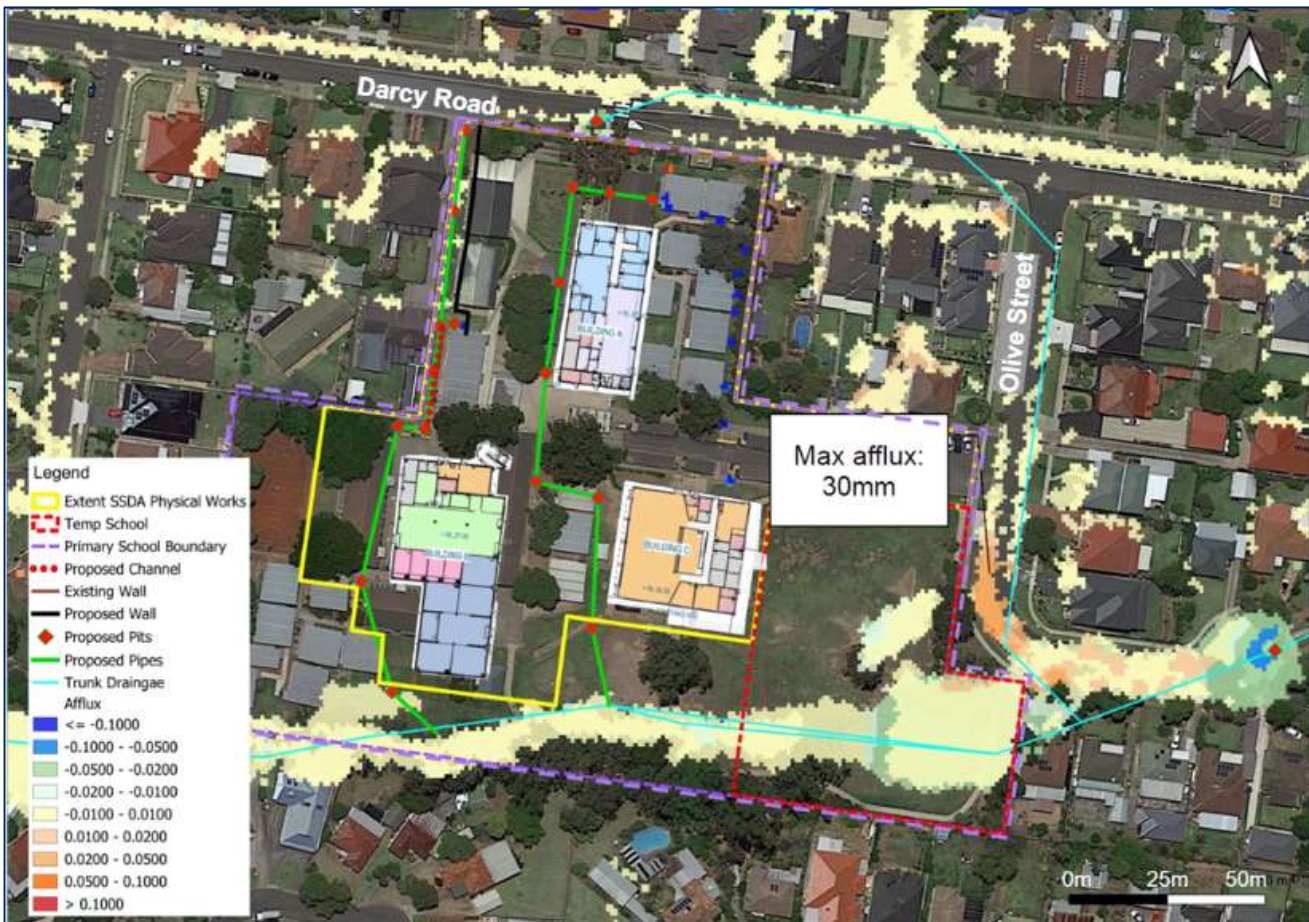 Darcy Road
Olive Street
BUILDING A
BUILDING C
Max afflux:
30mm
Legend
Extent SSDA Physical Works
Temp School
Primary School Boundary
Proposed Channel
Existing Wall
Proposed Wall
Proposed Pits
Proposed Pipes
Trunk Draingae
Afflux
<= -0.1000
-0.1000 - -0.0500
-0.0500 - -0.0200
-0.0200 - -0.0100
-0.0100 - 0.0100
0.0100 - 0.0200
0.0200 - 0.0500
0.0500 - 0.1000
> 0.1000
0m 25m 50m